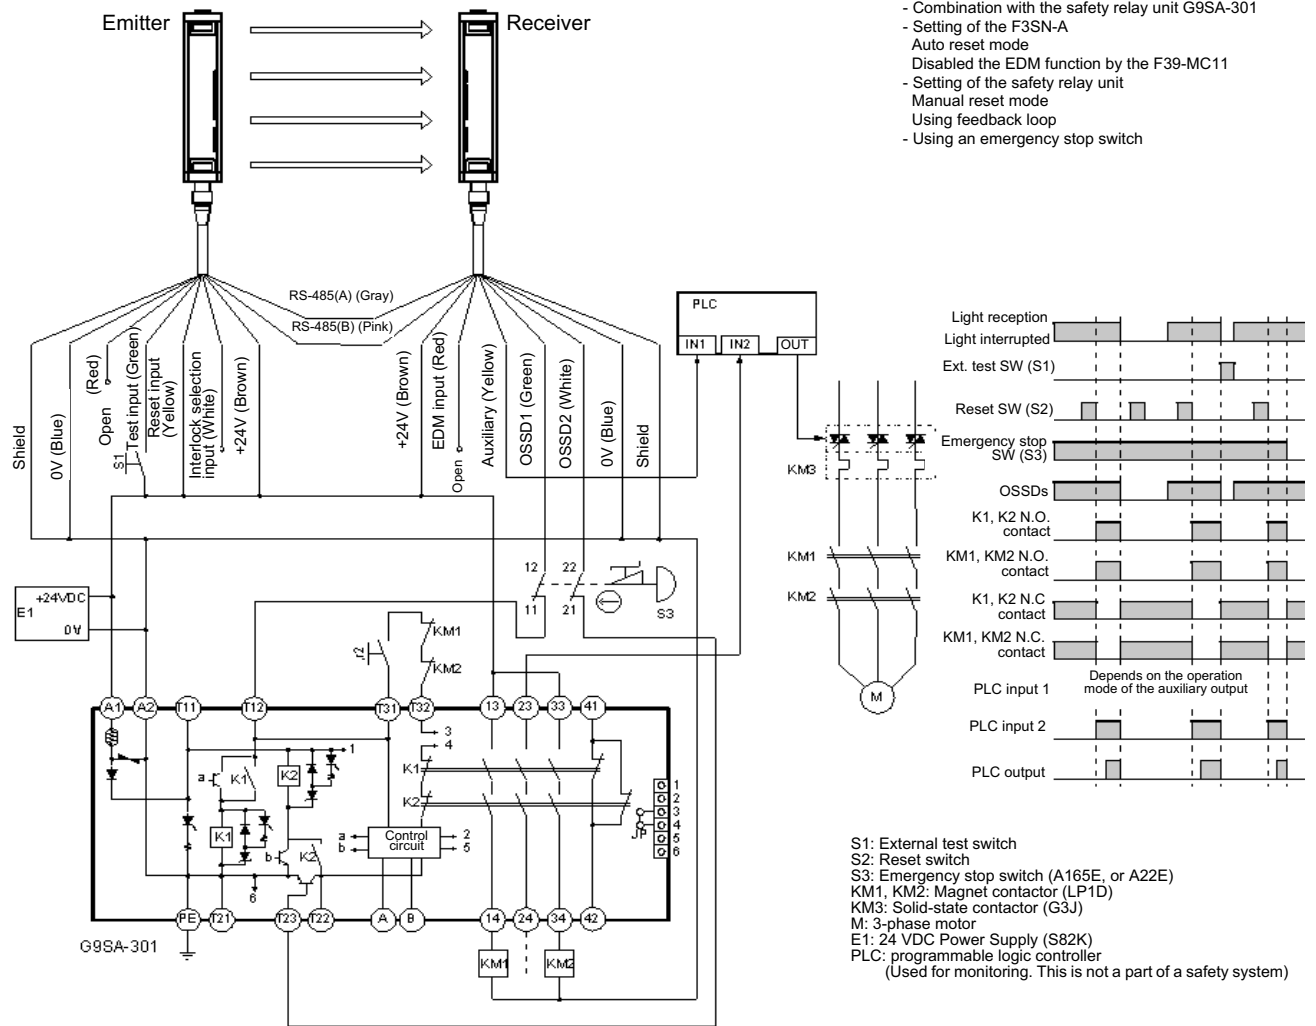 - Combination with the safety relay unit G9SA-301
- Setting of the F3SN-A
Auto reset mode
Disabled the EDM function by the F39-MC11
- Setting of the safety relay unit
Manual reset mode
Using feedback loop
- Using an emergency stop switch
Emitter
Receiver
RS-485(A) (Gray)
RS-485(B) (Pink)
Shield
0V (Blue)
Open
(Red)
S1
Test input (Green)
Reset input
(Yellow)
Interlock selection
input (White)
+24V (Brown)
+24V (Brown)
EDM input (Red)
Open
Auxiliary (Yellow)
OSSD1 (Green)
OSSD2 (White)
0V (Blue)
Shield
PLC
IN1
IN2
OUT
KM3
KM1
KM2
M
+24VDC
E1
0V
12
22
11
21
S3
r2
KM1
KM2
A1
A2
T11
T12
T31
T32
13
23
33
41
3
4
1
a
K1
K2
K1
K2
K1
b
K2
6
a
b
Control
circuit
2
5
JP
1
2
3
4
5
6
PE
T21
T23
T22
A
B
14
24
34
42
G9SA-301
KM1
KM2
Light reception
Light interrupted
Ext. test SW (S1)
Reset SW (S2)
Emergency stop
SW (S3)
OSSDs
K1, K2 N.O.
contact
KM1, KM2 N.O.
contact
K1, K2 N.C
contact
KM1, KM2 N.C.
contact
PLC input 1
Depends on the operation
mode of the auxiliary output
PLC input 2
PLC output
S1: External test switch
S2: Reset switch
S3: Emergency stop switch (A165E, or A22E)
KM1, KM2: Magnet contactor (LP1D)
KM3: Solid-state contactor (G3J)
M: 3-phase motor
E1: 24 VDC Power Supply (S82K)
PLC: programmable logic controller
(Used for monitoring. This is not a part of a safety system)